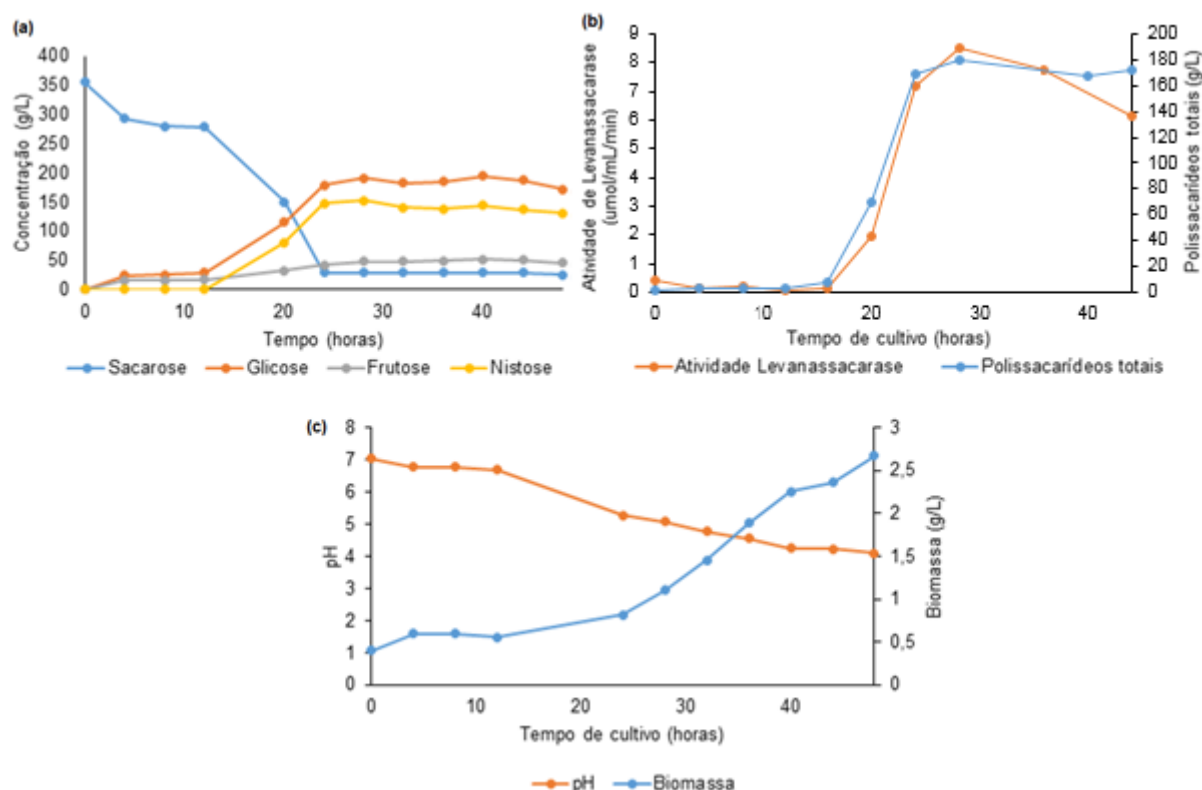 (a)
400
350
300
250
200
150
100
50
0
Concentração (g/L)
0 10 20 30 40
Tempo (horas)
Sacarose Glicose Frutose Nistose
(b)
9
8
7
6
5
4
3
2
1
0
Atividade de Levanassacarase
(umol/mL/min)
200
180
160
140
120
100
80
60
40
20
0
Polissacarídeos totais (g/L)
0 10 20 30 40
Tempo de cultivo (horas)
Atividade Levanassacarase Polissacarídeos totais
(c)
8
7
6
5
4
3
2
1
0
pH
3
2,5
2
1,5
1
0,5
0
Biomassa (g/L)
0 10 20 30 40
Tempo de cultivo (horas)
pH Biomassa